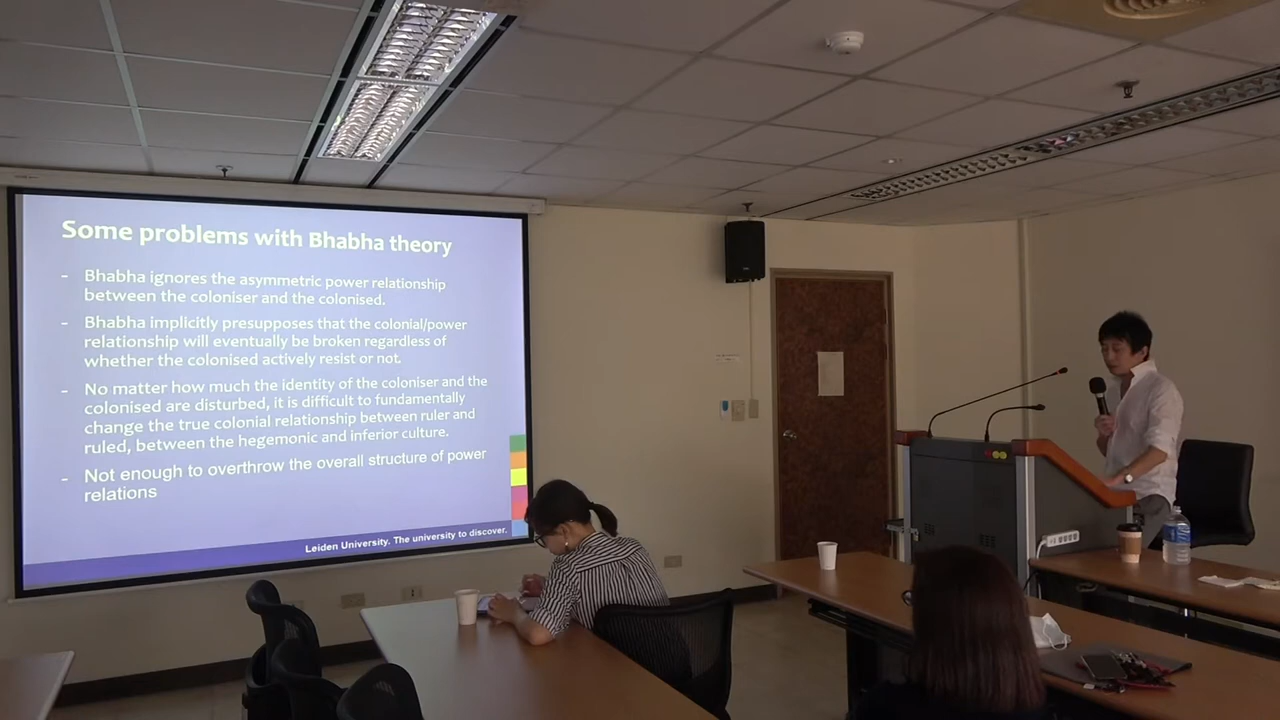 Some problems with Bhabha theory
- Bhabha ignores the asymmetric power relationship
between the coloniser and the colonised.
- Bhabha implicitly presupposes that the colonial/power
relationship will eventually be broken regardless of
whether the colonised actively resist or not.
- No matter how much the identity of the coloniser and the
colonised are disturbed, it is difficult to fundamentally
change the true colonial relationship between ruler and
ruled, between the hegemonic and inferior culture.
- Not enough to overthrow the overall structure of power
relations
Leiden University. The university to discover.